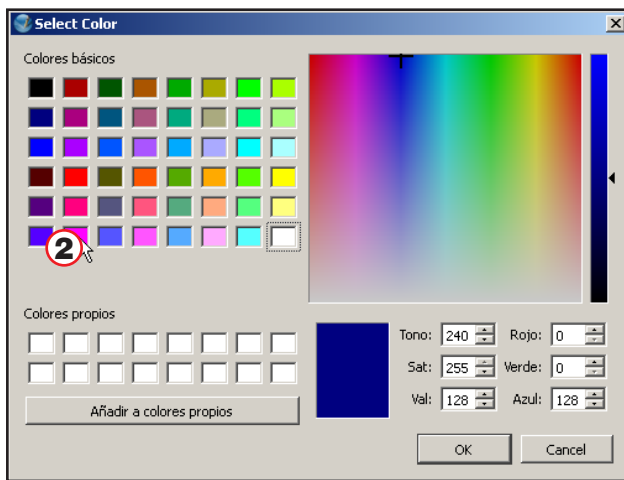 Select Color
Colores básicos
2
Colores propios
Añadir a colores propios
Tono: 240 Rojo: 0
Sat: 255 Verde: 0
Val: 128 Azul: 128
OK Cancel